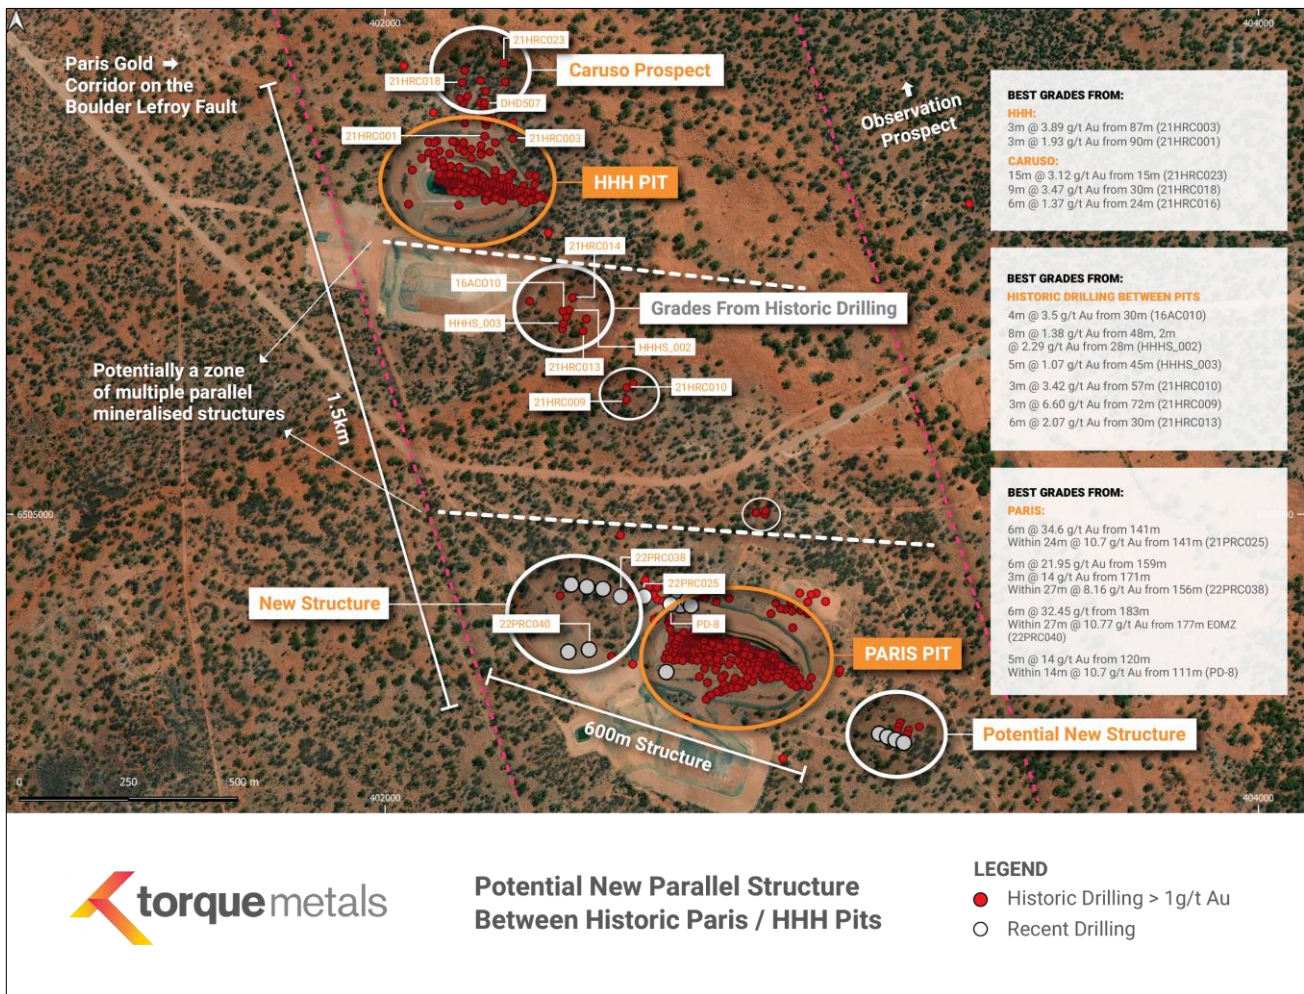 402000
404000
Paris Gold ➔
Corridor on the
Boulder Lefroy Fault
21HRC023
Caruso Prospect
21HRC018
DHD507
Observation
Prospect
21HRC001
21HRC003
HHH PIT
21HRC014
16ACO10
Grades From Historic Drilling
HHHS_003
HHHS_002
21HRC013
21HRC010
21HRC009
Potentially a zone
of multiple parallel
mineralised structures
1.5km
6505000
22PRC038
22PRC025
New Structure
22PRC040
PD-8
PARIS PIT
600m Structure
Potential New Structure
0
250
500 m
402000
404000
BEST GRADES FROM:
HHH:
3m @ 3.89 g/t Au from 87m (21HRC003)
3m @ 1.93 g/t Au from 90m (21HRC001)
CARUSO:
15m @ 3.12 g/t Au from 15m (21HRC023)
9m @ 3.47 g/t Au from 30m (21HRC018)
6m @ 1.37 g/t Au from 24m (21HRC016)
BEST GRADES FROM:
HISTORIC DRILLING BETWEEN PITS
4m @ 3.5 g/t Au from 30m (16AC010)
8m @ 1.38 g/t Au from 48m, 2m
@ 2.29 g/t Au from 28m (HHHS_002)
5m @ 1.07 g/t Au from 45m (HHHS_003)
3m @ 3.42 g/t Au from 57m (21HRC010)
3m @ 6.60 g/t Au from 72m (21HRC009)
6m @ 2.07 g/t Au from 30m (21HRC013)
BEST GRADES FROM:
PARIS:
6m @ 34.6 g/t Au from 141m
Within 24m @ 10.7 g/t Au from 141m (21PRC025)
6m @ 21.95 g/t Au from 159m
3m @ 14 g/t Au from 171m
Within 27m @ 8.16 g/t Au from 156m (22PRC038)
6m @ 32.45 g/t from 183m
Within 27m @ 10.77 g/t Au from 177m EOMZ
(22PRC040)
5m @ 14 g/t Au from 120m
Within 14m @ 10.7 g/t Au from 111m (PD-8)
torque metals
Potential New Parallel Structure
Between Historic Paris / HHH Pits
LEGEND
Historic Drilling > 1g/t Au
Recent Drilling